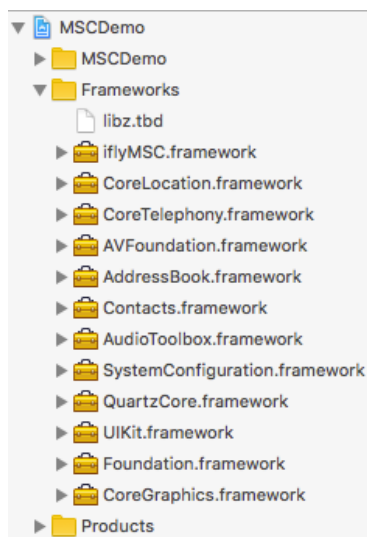 MSCDemo
MSCDemo
Frameworks
libz.tbd
iflyMSC.framework
CoreLocation.framework
CoreTelephony.framework
AVFoundation.framework
AddressBook.framework
Contacts.framework
AudioToolbox.framework
SystemConfiguration.framework
QuartzCore.framework
UIKit.framework
Foundation.framework
CoreGraphics.framework
Products